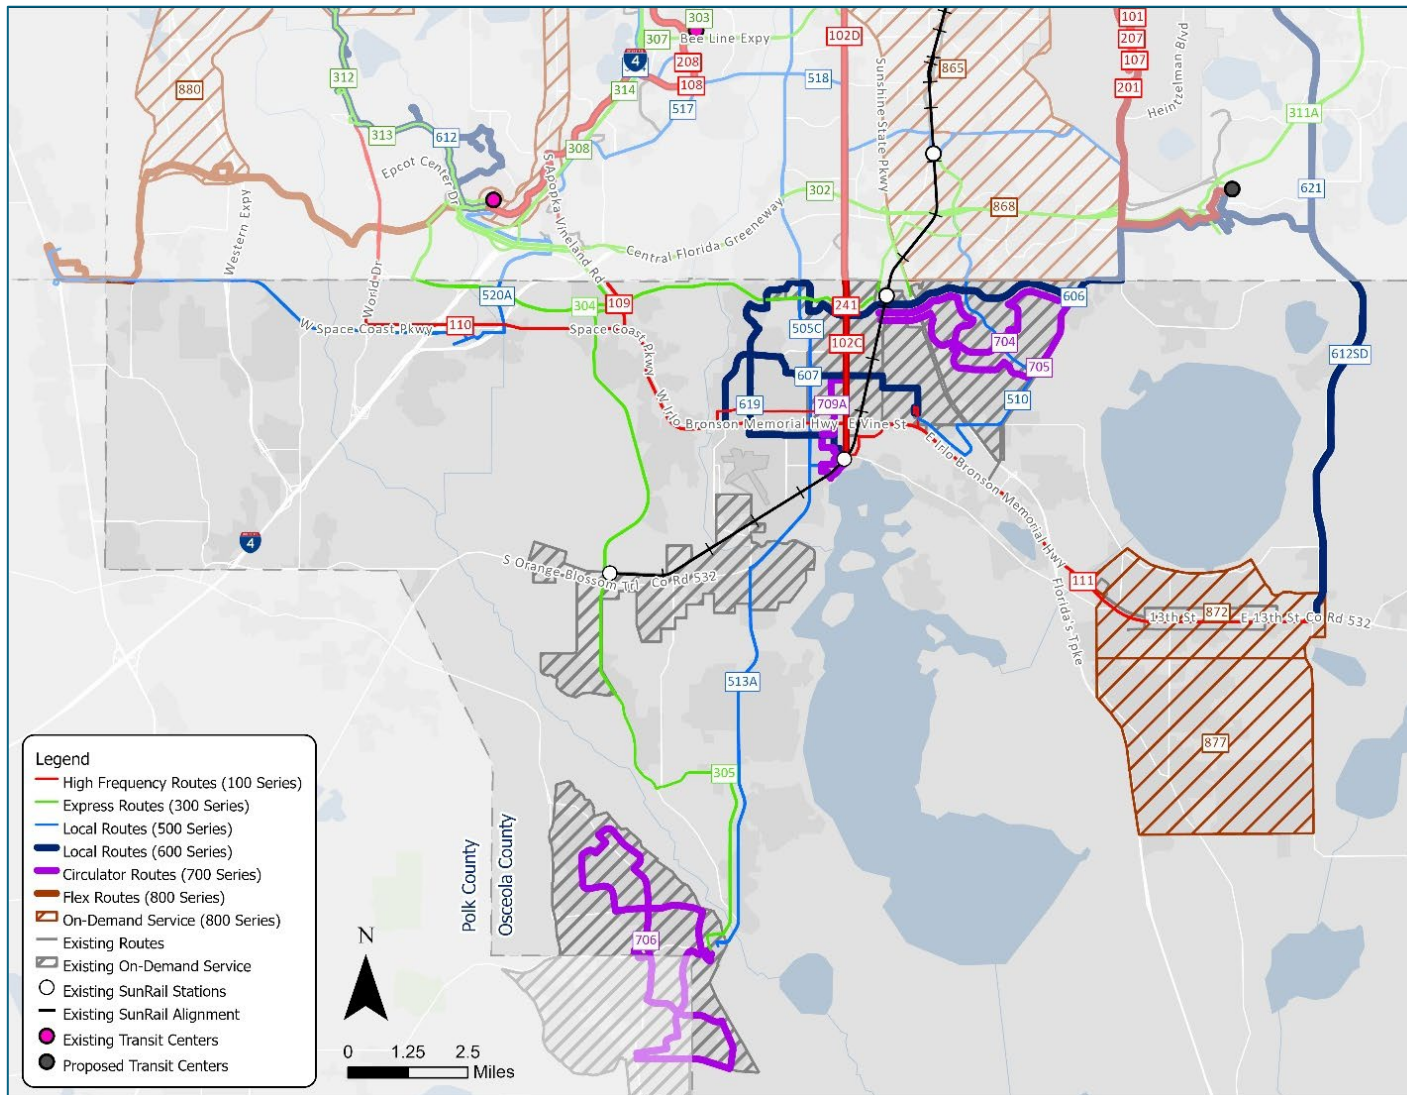 303
307
Bee Line Expy
102D
101
207
107
201
Heintzelman Blvd
4
208
108
314
518
865
880
312
517
Sunshine State Pkwy
311A
313
612
308
Epcot Center Dr
S Apopka Vineland Rd
302
868
621
Western Expy
Central Florida Greeneway
World Dr
520A
304
109
241
606
W Space Coast Pkwy
110
Space Coast Pkwy
505C
102C
704
705
612SD
607
510
W Irlo Bronson Memorial Hwy
619
709A
E Vine St
E Irlo Bronson Memorial Hwy
4
S Orange Blossom Trl
Co Rd 532
111
Florida's Tpke
13th St
872
E 13th St
Co Rd 532
513A
877
305
Polk County
Osceola County
706
Legend
High Frequency Routes (100 Series)
Express Routes (300 Series)
Local Routes (500 Series)
Local Routes (600 Series)
Circulator Routes (700 Series)
Flex Routes (800 Series)
On-Demand Service (800 Series)
Existing Routes
Existing On-Demand Service
Existing SunRail Stations
Existing SunRail Alignment
Existing Transit Centers
Proposed Transit Centers
N
0 1.25 2.5
Miles